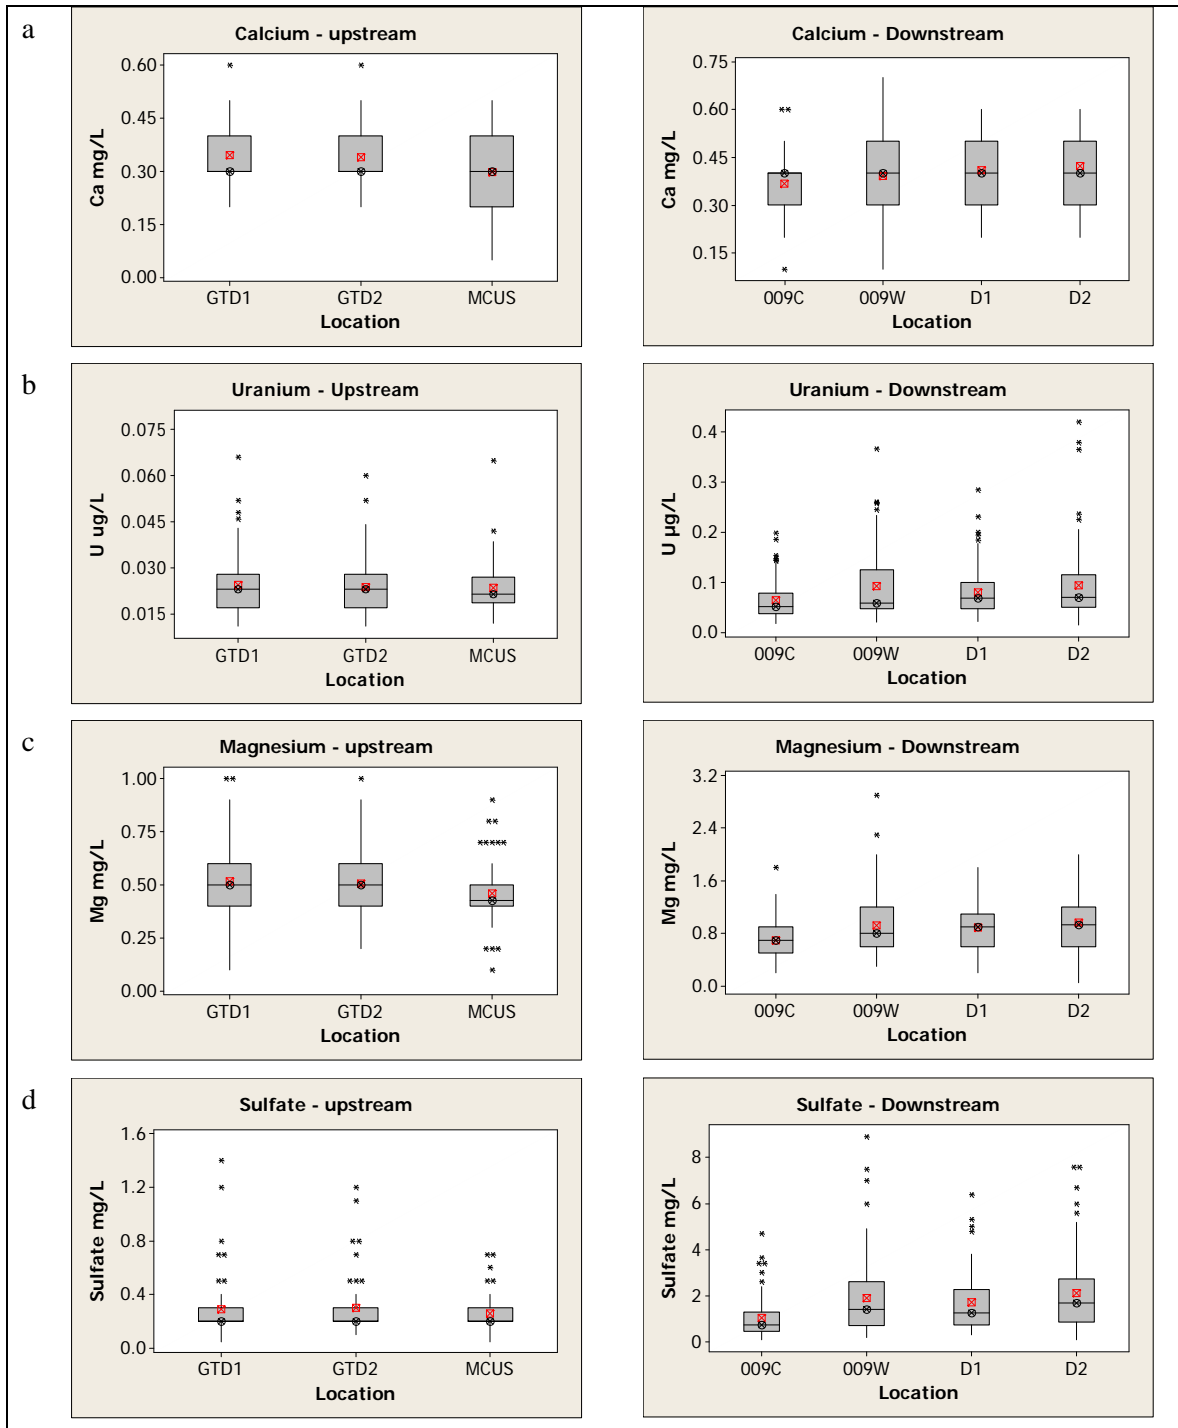 a
Calcium - upstream
0.60
0.45
0.30
0.15
0.00
Ca mg/L
GTD1 GTD2 MCUS
Location
Calcium - Downstream
0.75
0.60
0.45
0.30
0.15
Ca mg/L
009C 009W D1 D2
Location
b
Uranium - Upstream
0.075
0.060
0.045
0.030
0.015
U ug/L
GTD1 GTD2 MCUS
Location
Uranium - Downstream
0.4
0.3
0.2
0.1
0.0
U µg/L
009C 009W D1 D2
Location
c
Magnesium - upstream
1.00
0.75
0.50
0.25
0.00
Mg mg/L
GTD1 GTD2 MCUS
Location
Magnesium - Downstream
3.2
2.4
1.6
0.8
0.0
Mg mg/L
009C 009W D1 D2
Location
d
Sulfate - upstream
1.6
1.2
0.8
0.4
0.0
Sulfate mg/L
GTD1 GTD2 MCUS
Location
Sulfate - Downstream
8
6
4
2
0
Sulfate mg/L
009C 009W D1 D2
Location